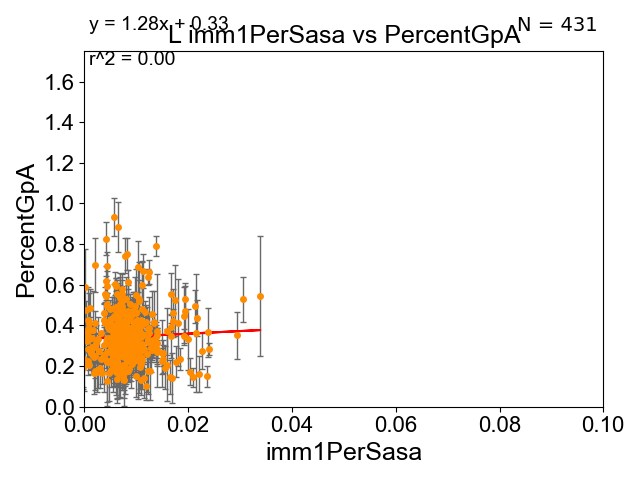 y = 1.28x + 0.33
L imm1PerSasa vs PercentGpA
N = 431
r^2 = 0.00
1.6
1.4
1.2
1.0
0.8
0.6
0.4
0.2
0.0
PercentGpA
0.00 0.02 0.04 0.06 0.08 0.10
imm1PerSasa